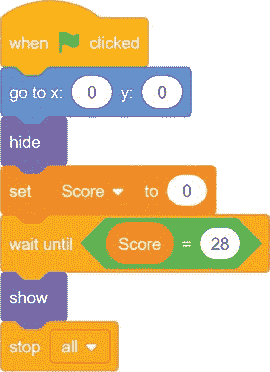 when clicked
go to x: 0 y: 0
hide
set Score to 0
wait until Score = 28
show
stop all